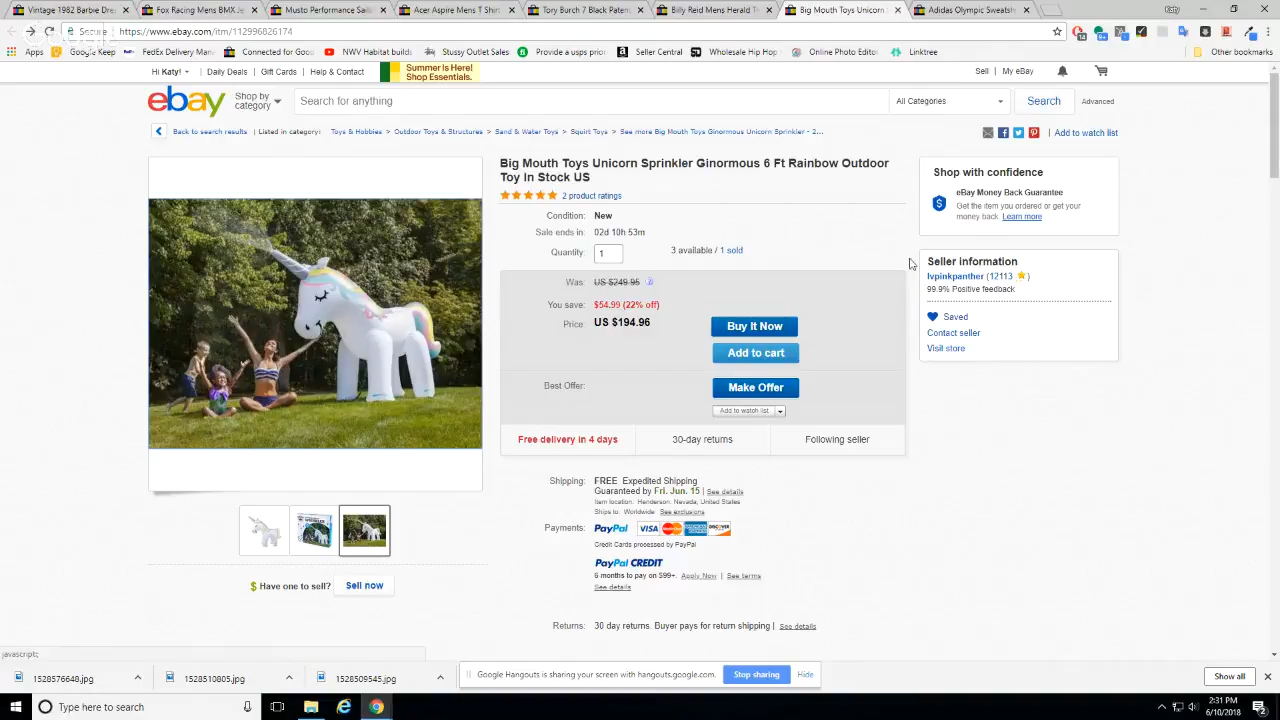 Vintage 1982 Barbie Dre
Fox Racing Mens BMX Je
Musto Performance Saili
Acer Aspire Mens T Shirt
Tory Burch 7 Black Paten
Billy Reid Mens Herald T
Big Mouth Toys Unicorn S
Adidas Olympic Sweatsh
Katy
Secure
https://www.ebay.com/itm/112996826174
Apps
Google Keep
FedEx Delivery Man
Connected for Goog
NWV Habitat build
Stussy Outlet Sales
Provide a usps price
Seller Central
Wholesale Hip Hop
Online Photo Editor
Linktree
Other bookmarks
Hi Katy!
Daily Deals
Gift Cards
Help & Contact
Summer Is Here!
Shop Essentials.
Sell
My eBay
ebay
Shop by
category
Search for anything
All Categories
Search
Advanced
Back to search results
Listed in category:
Toys & Hobbies > Outdoor Toys & Structures > Sand & Water Toys > Squirt Toys > See more Big Mouth Toys Ginormous Unicorn Sprinkler - 2...
Add to watch list
Big Mouth Toys Unicorn Sprinkler Ginormous 6 Ft Rainbow Outdoor
Toy In Stock US
2 product ratings
Condition: New
Sale ends in: 02d 10h 53m
Quantity: 1
3 available / 1 sold
Was: US $249.95
You save: $54.99 (22% off)
Price: US $194.96
Buy It Now
Add to cart
Best Offer:
Make Offer
Add to watch list
Free delivery in 4 days
30-day returns
Following seller
Shop with confidence
eBay Money Back Guarantee
Get the item you ordered or get your
money back. Learn more
Seller information
lvpinkpanther (12113)
99.9% Positive feedback
Saved
Contact seller
Visit store
Shipping: FREE Expedited Shipping
Guaranteed by Fri. Jun. 15 | See details
Item location: Henderson, Nevada, United States
Ships to: Worldwide See exclusions
Payments: PayPal VISA DISCOVER
Credit Cards processed by PayPal
PayPal CREDIT
6 months to pay on $99+. Apply Now | See terms
See details
Returns: 30 day returns. Buyer pays for return shipping | See details
$ Have one to sell?
Sell now
javascript:;
1528510805.jpg
1528509545.jpg
Google Hangouts is sharing your screen with hangouts.google.com.
Stop sharing
Hide
Show all
Type here to search
2:31 PM
6/10/2018